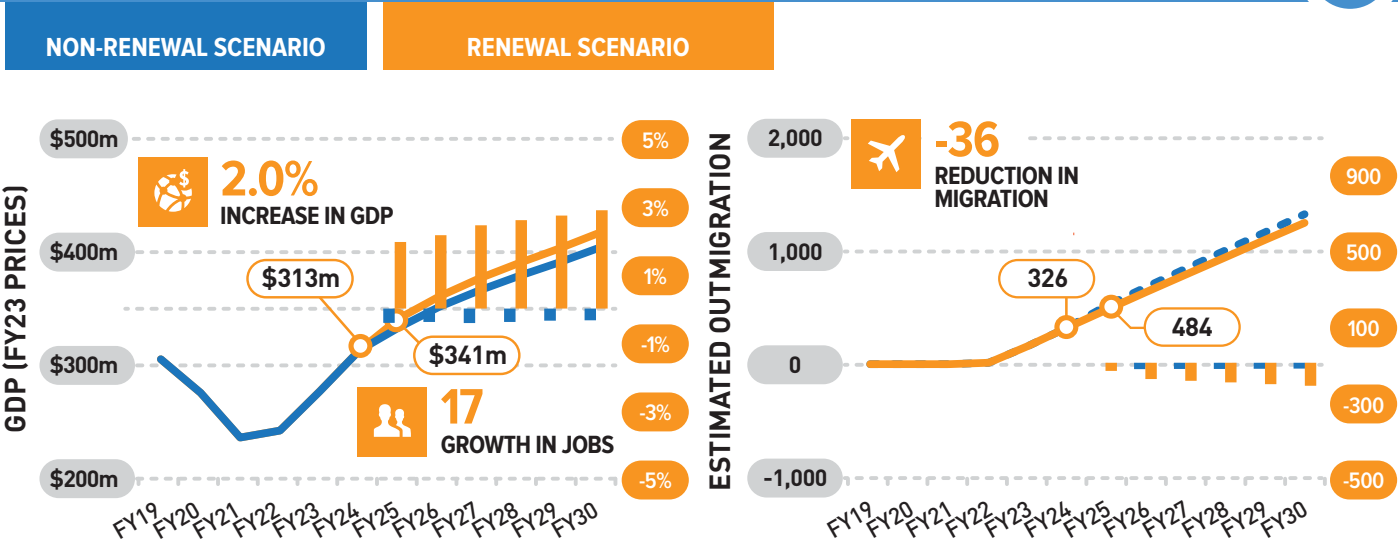 NON-RENEWAL SCENARIO
RENEWAL SCENARIO
GDP (FY23 PRICES)
$500m
$400m
$300m
$200m
$
2.0%
INCREASE IN GDP
$313m
$341m
17
GROWTH IN JOBS
5%
3%
1%
-1%
-3%
-5%
FY19
FY20
FY21
FY22
FY23
FY24
FY25
FY26
FY27
FY28
FY29
FY30
ESTIMATED OUTMIGRATION
2,000
1,000
0
-1,000
-36
REDUCTION IN
MIGRATION
326
484
900
500
100
-300
-500
FY19
FY20
FY21
FY22
FY23
FY24
FY25
FY26
FY27
FY28
FY29
FY30